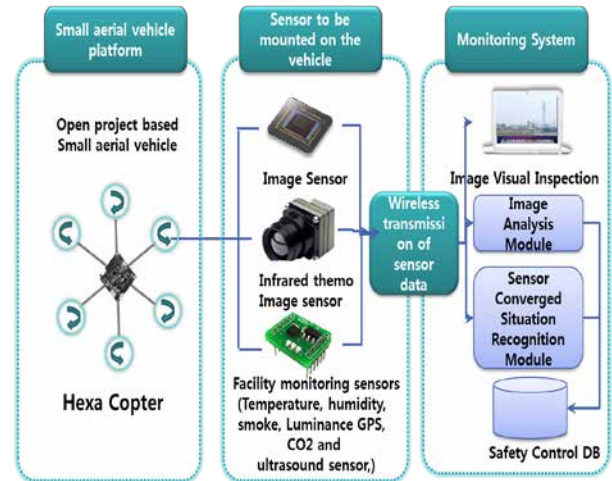 Small aerial vehicle
platform
Open project based
Small aerial vehicle
Hexa Copter
Sensor to be
mounted on the
vehicle
Image Sensor
Infrared themo
Image sensor
Facility monitoring sensors
(Temperature, humidity,
smoke, Luminance GPS,
CO2 and
ultrasound sensor,)
Wireless
transmissi
on of
sensor
data
Monitoring System
Image Visual Inspection
Image
Analysis
Module
Sensor
Converged
Situation
Recognition
Module
Safety Control DB